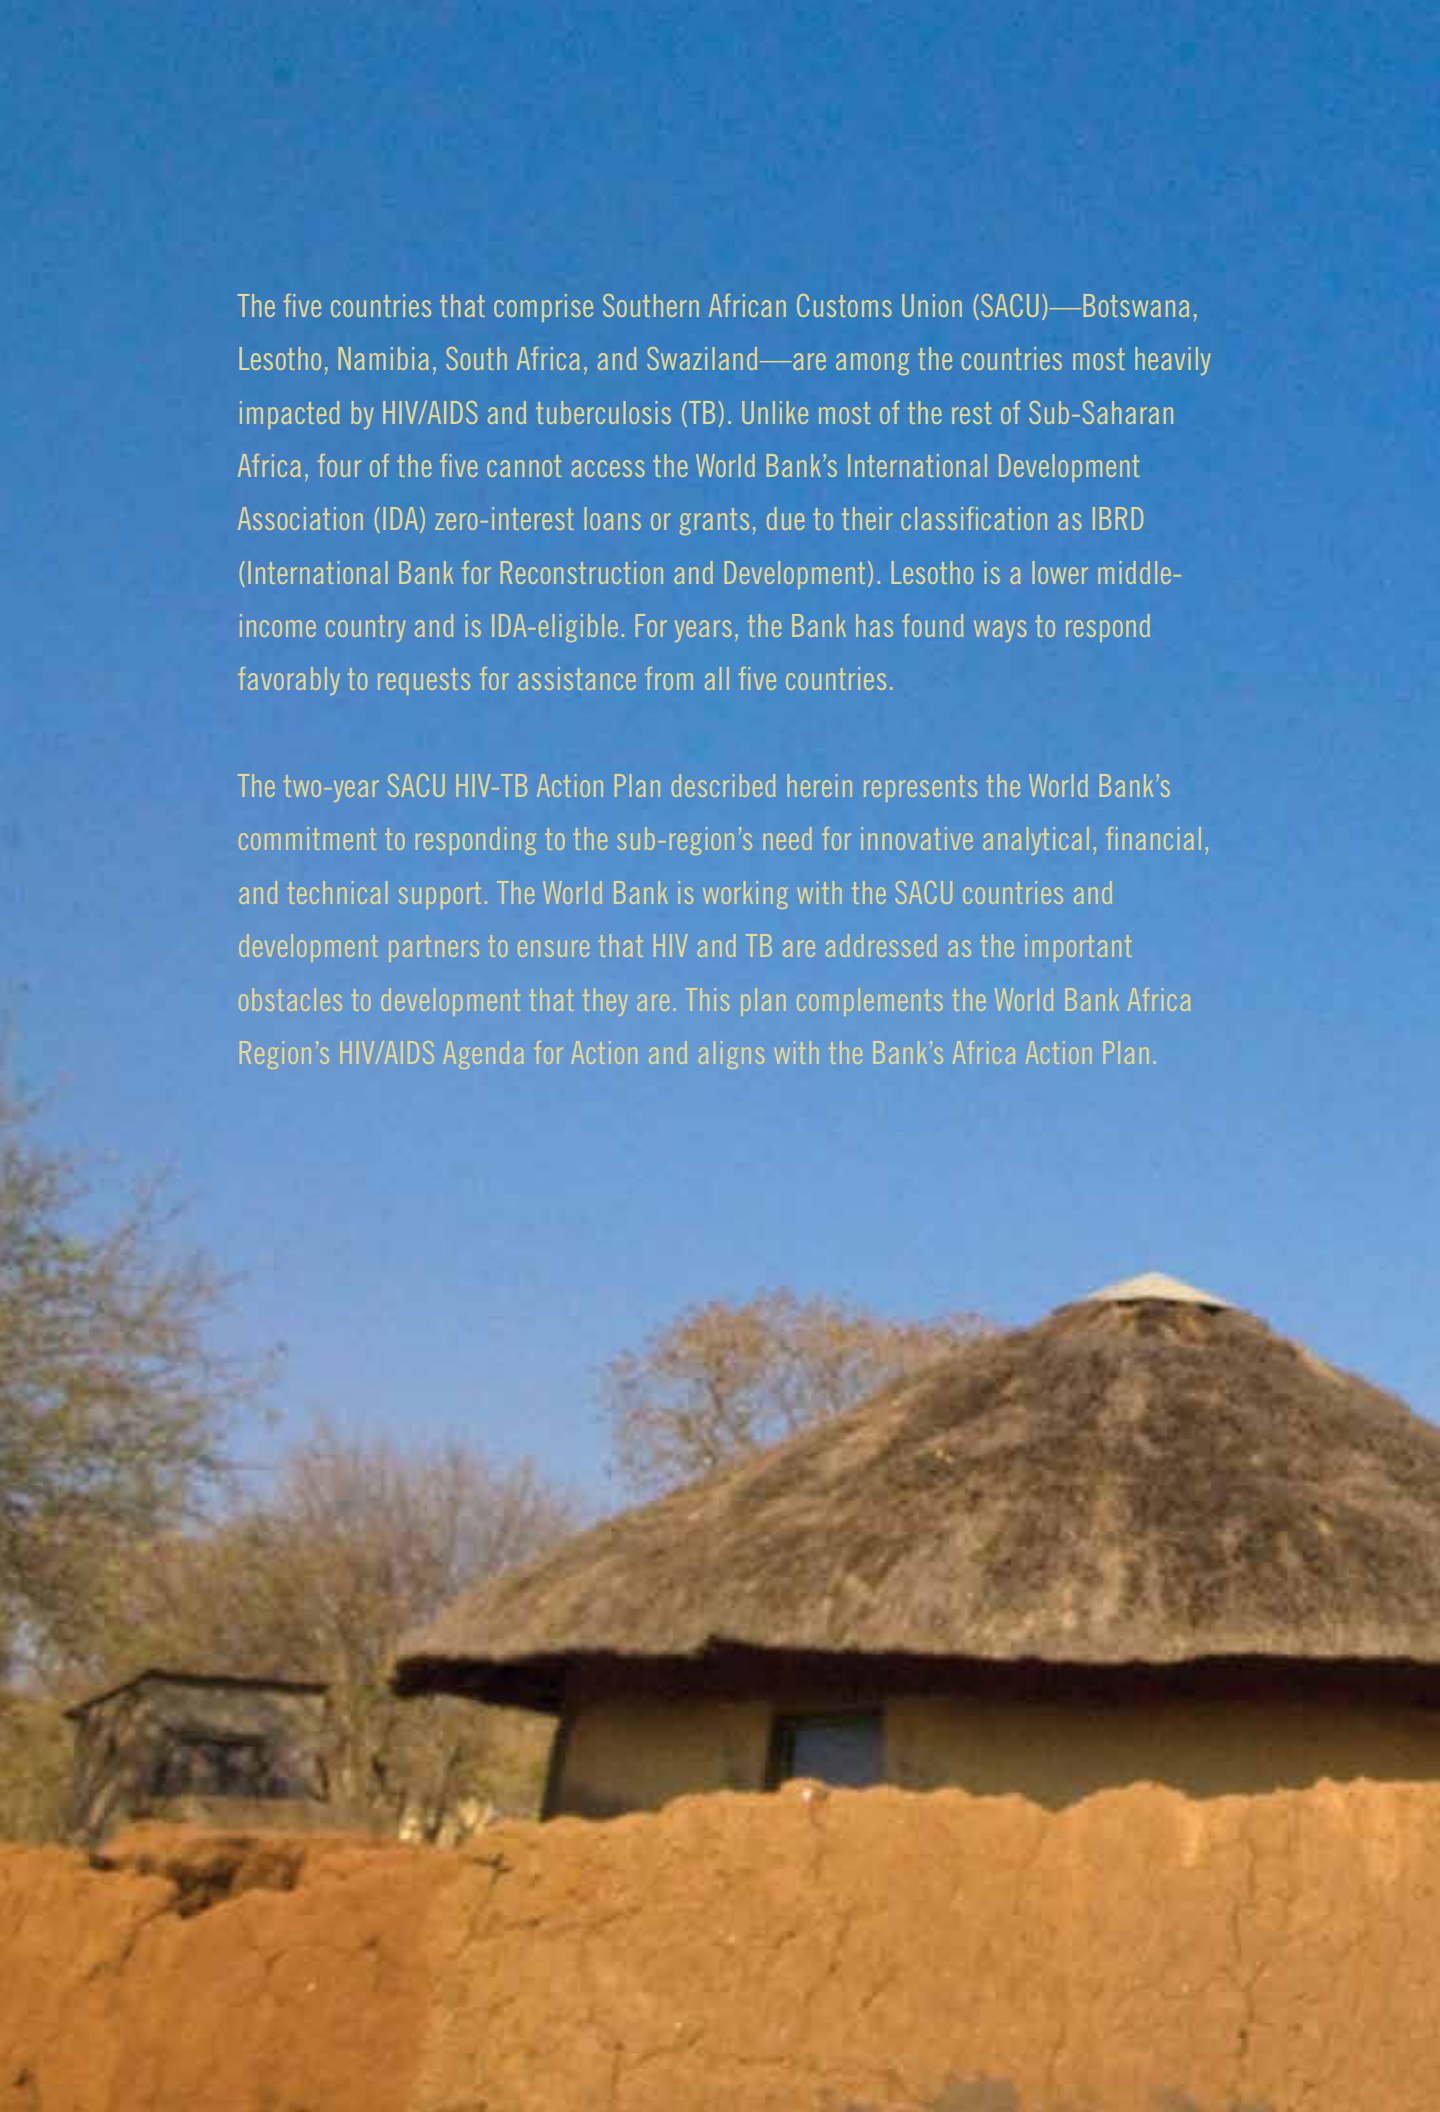 The five countries that comprise Southern African Customs Union (SACU)—Botswana,
Lesotho, Namibia, South Africa, and Swaziland—are among the countries most heavily
impacted by HIV/AIDS and tuberculosis (TB). Unlike most of the rest of Sub-Saharan
Africa, four of the five cannot access the World Bank’s International Development
Association (IDA) zero-interest loans or grants, due to their classification as IBRD
(International Bank for Reconstruction and Development). Lesotho is a lower middle-
income country and is IDA-eligible. For years, the Bank has found ways to respond
favorably to requests for assistance from all five countries.
The two-year SACU HIV-TB Action Plan described herein represents the World Bank’s
commitment to responding to the sub-region’s need for innovative analytical, financial,
and technical support. The World Bank is working with the SACU countries and
development partners to ensure that HIV and TB are addressed as the important
obstacles to development that they are. This plan complements the World Bank Africa
Region’s HIV/AIDS Agenda for Action and aligns with the Bank’s Africa Action Plan.